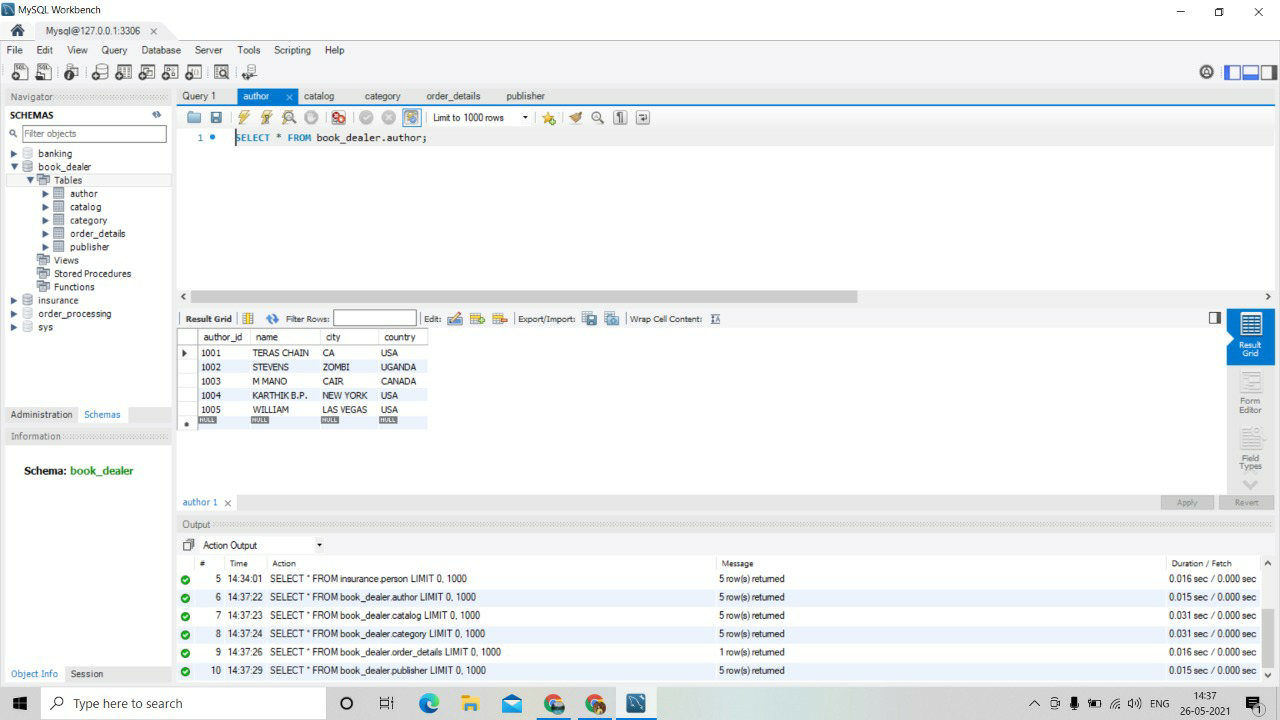 MySQL Workbench
Mysql@127.0.0.1:3306 ×
File Edit View Query Database Server Tools Scripting Help
Navigator
SCHEMAS
Filter objects
banking
book_dealer
Tables
author
catalog
category
order_details
publisher
Views
Stored Procedures
Functions
insurance
order_processing
sys
Administration Schemas
Information
Schema: book_dealer
Object Info Session
Query 1 author × catalog category order_details publisher
Limit to 1000 rows
1 SELECT * FROM book_dealer.author;
Result Grid Filter Rows: Edit: Export/Import: Wrap Cell Content:
author_id name city country
1001 TERAS CHAIN CA USA
1002 STEVENS ZOMBI UGANDA
1003 M MANO CAIR CANADA
1004 KARTHIK B.P. NEW YORK USA
1005 WILLIAM LAS VEGAS USA
NULL NULL NULL NULL
Result
Grid
Form
Editor
Field
Types
author 1 × Apply Revert
Output
Action Output
# Time Action Message Duration / Fetch
5 14:34:01 SELECT * FROM insurance.person LIMIT 0, 1000 5 row(s) returned 0.016 sec / 0.000 sec
6 14:37:22 SELECT * FROM book_dealer.author LIMIT 0, 1000 5 row(s) returned 0.015 sec / 0.000 sec
7 14:37:23 SELECT * FROM book_dealer.catalog LIMIT 0, 1000 5 row(s) returned 0.031 sec / 0.000 sec
8 14:37:24 SELECT * FROM book_dealer.category LIMIT 0, 1000 5 row(s) returned 0.031 sec / 0.000 sec
9 14:37:26 SELECT * FROM book_dealer.order_details LIMIT 0, 1000 1 row(s) returned 0.016 sec / 0.000 sec
10 14:37:29 SELECT * FROM book_dealer.publisher LIMIT 0, 1000 5 row(s) returned 0.015 sec / 0.000 sec
Type here to search
ENG
14:37
26-05-2021
1